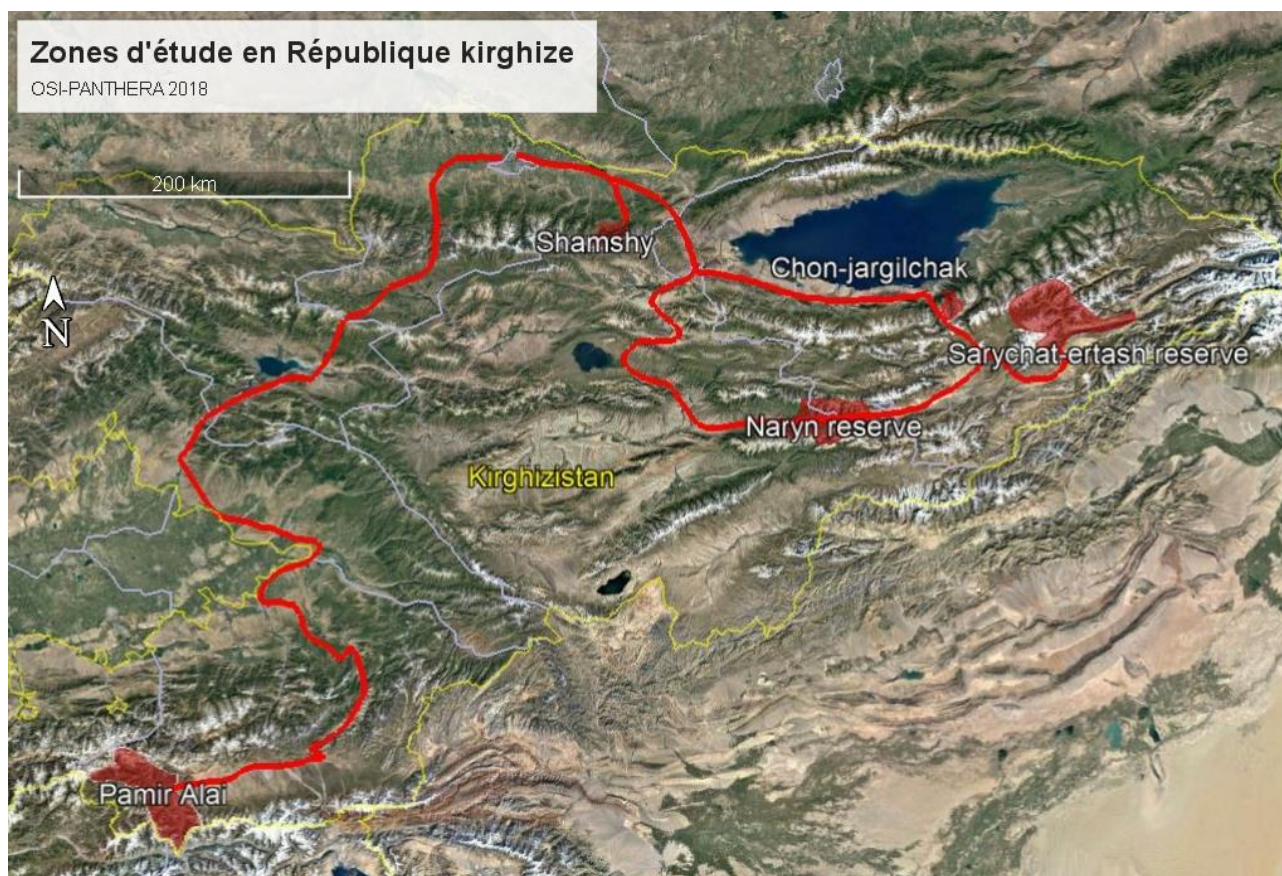 Zones d'étude en République kirghize
OSI-PANTHERA 2018
200 km
N
Shamshy
Chon-jargilchak
Sarychat-ertash reserve
Naryn reserve
Kirghizistan
Pamir Alai